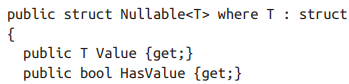 public struct Nullable<T> where T : struct
{
public T Value {get;}
public bool HasValue {get;}